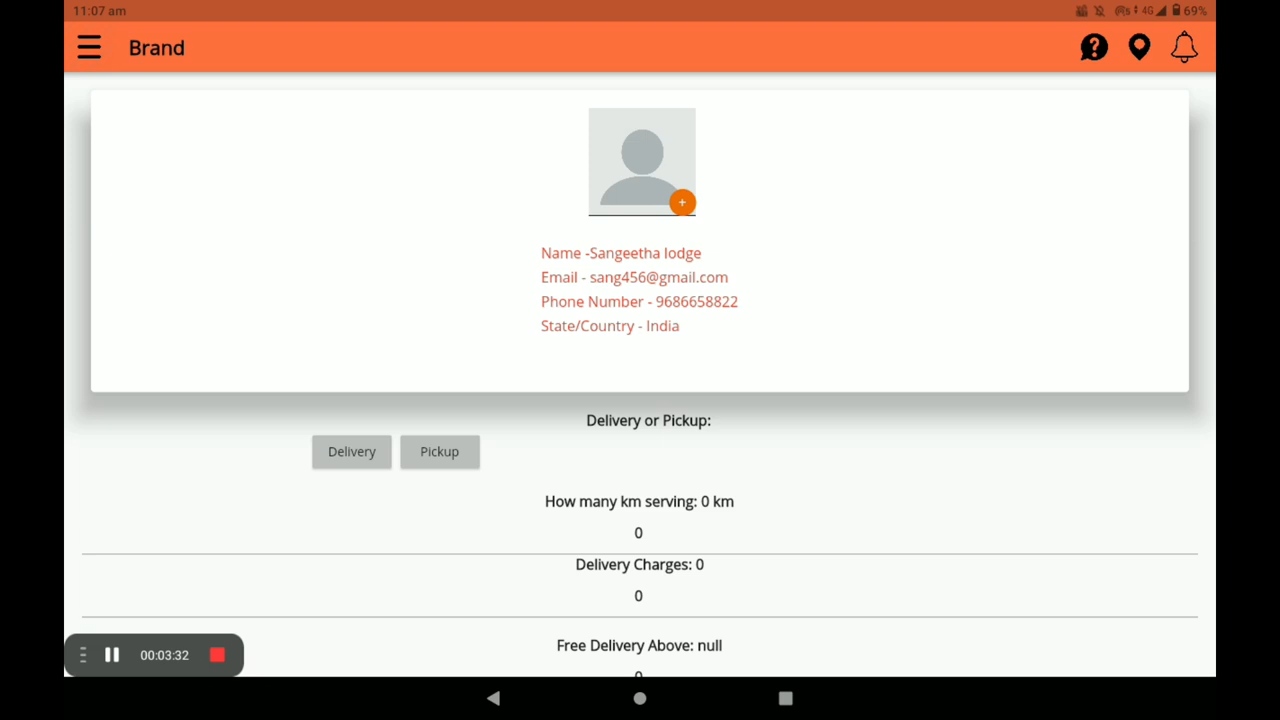 11:07 am
4G 69%
Brand
Name -Sangeetha lodge
Email - sang456@gmail.com
Phone Number - 9686658822
State/Country - India
Delivery or Pickup:
Delivery Pickup
How many km serving: 0 km
0
Delivery Charges: 0
0
Free Delivery Above: null
0
00:03:32